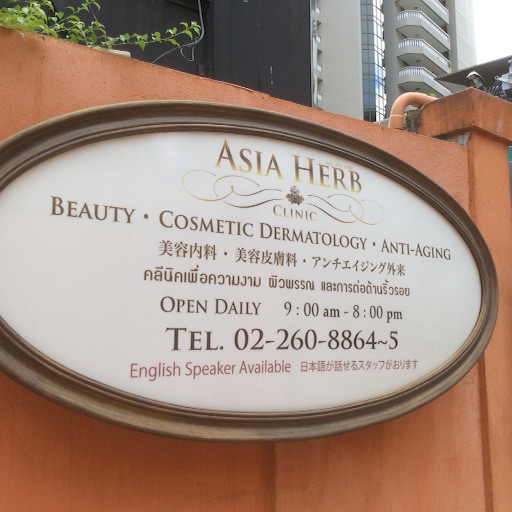 ASIA HERB
CLINIC
BEAUTY・COSMETIC DERMATOLOGY・ANTI-AGING
美容内科・美容皮膚科・アンチエイジング外来
คลีนิคเพื่อความงาม ผิวพรรณ และการต่อต้านริ้วรอย
OPEN DAILY 9 : 00 am - 8 : 00 pm
TEL. 02-260-8864~5
English Speaker Available 日本語が話せるスタッフがおります